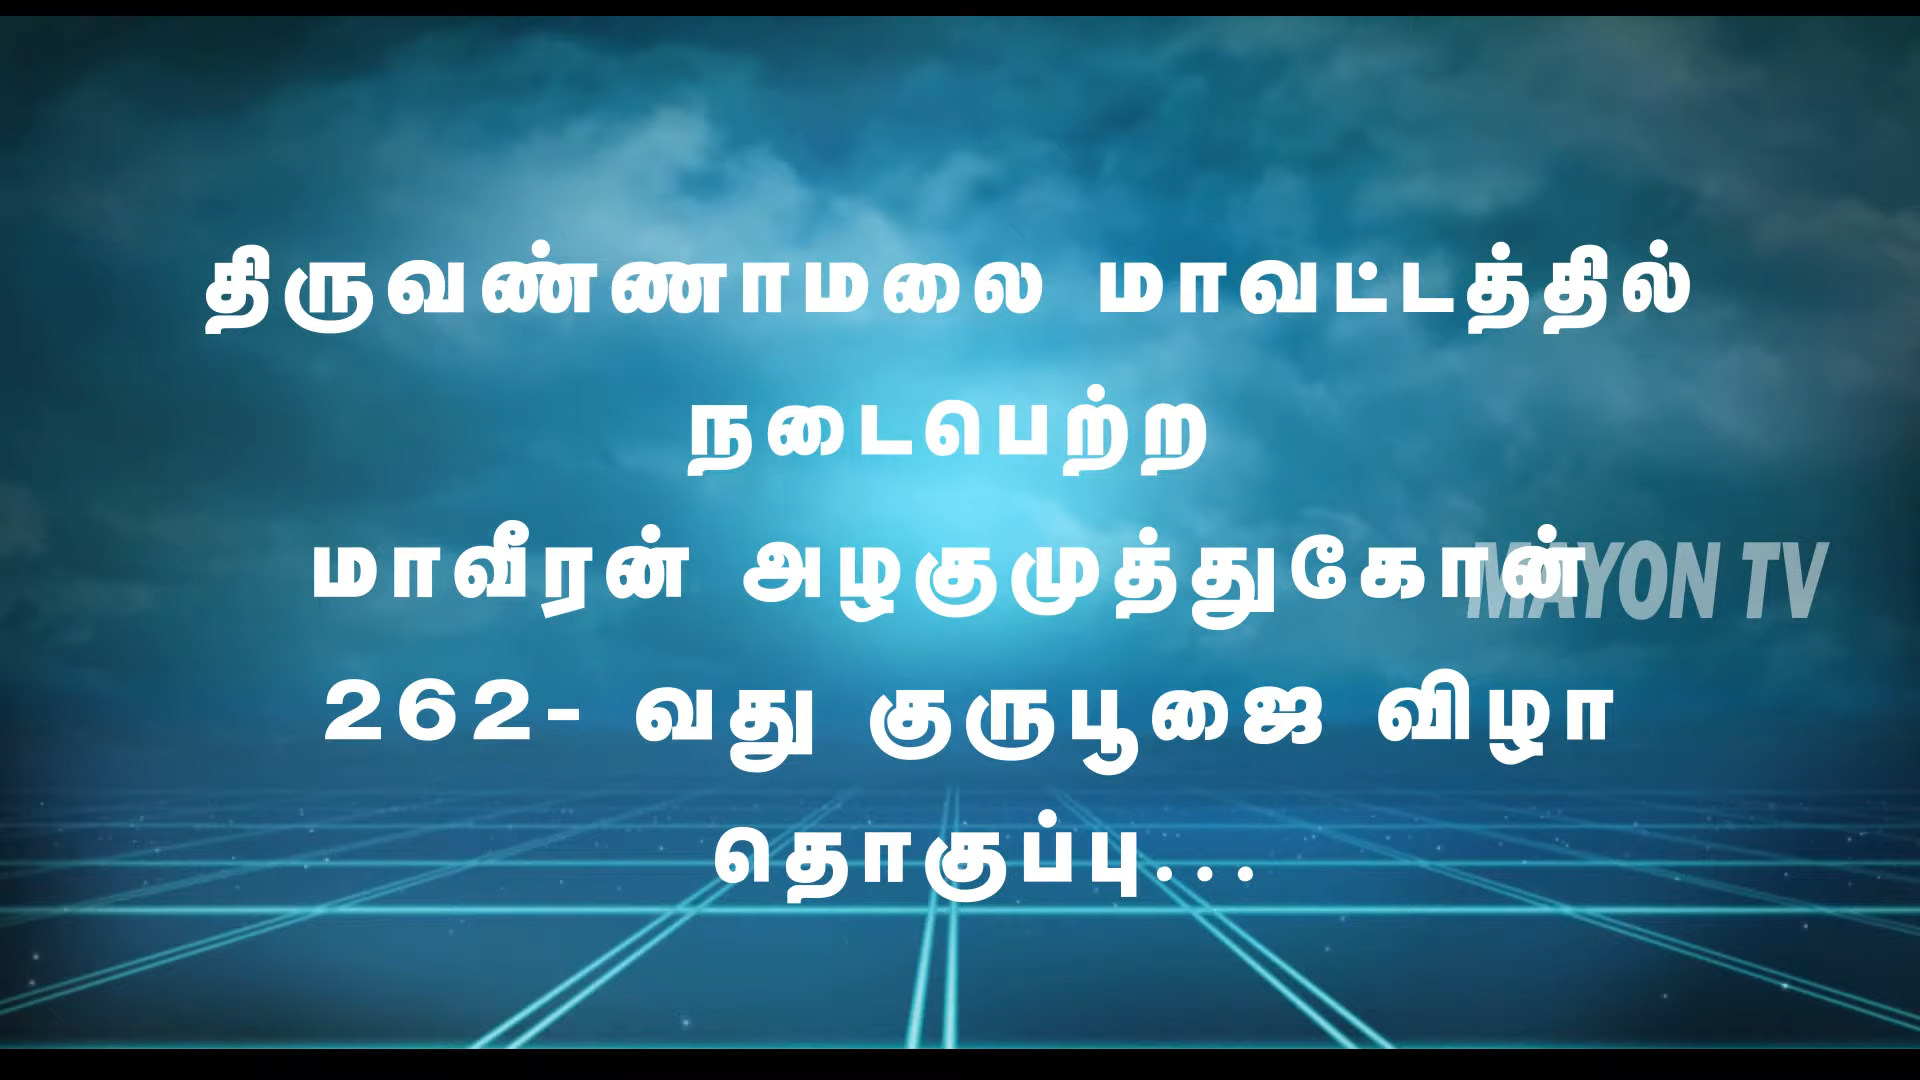 திருவண்ணாமலை மாவட்டத்தில்
நடைபெற்ற
மாவீரன் அழகுமுத்துகோன்
262- வது குருபூஜை விழா
தொகுப்பு...
MAYON TV